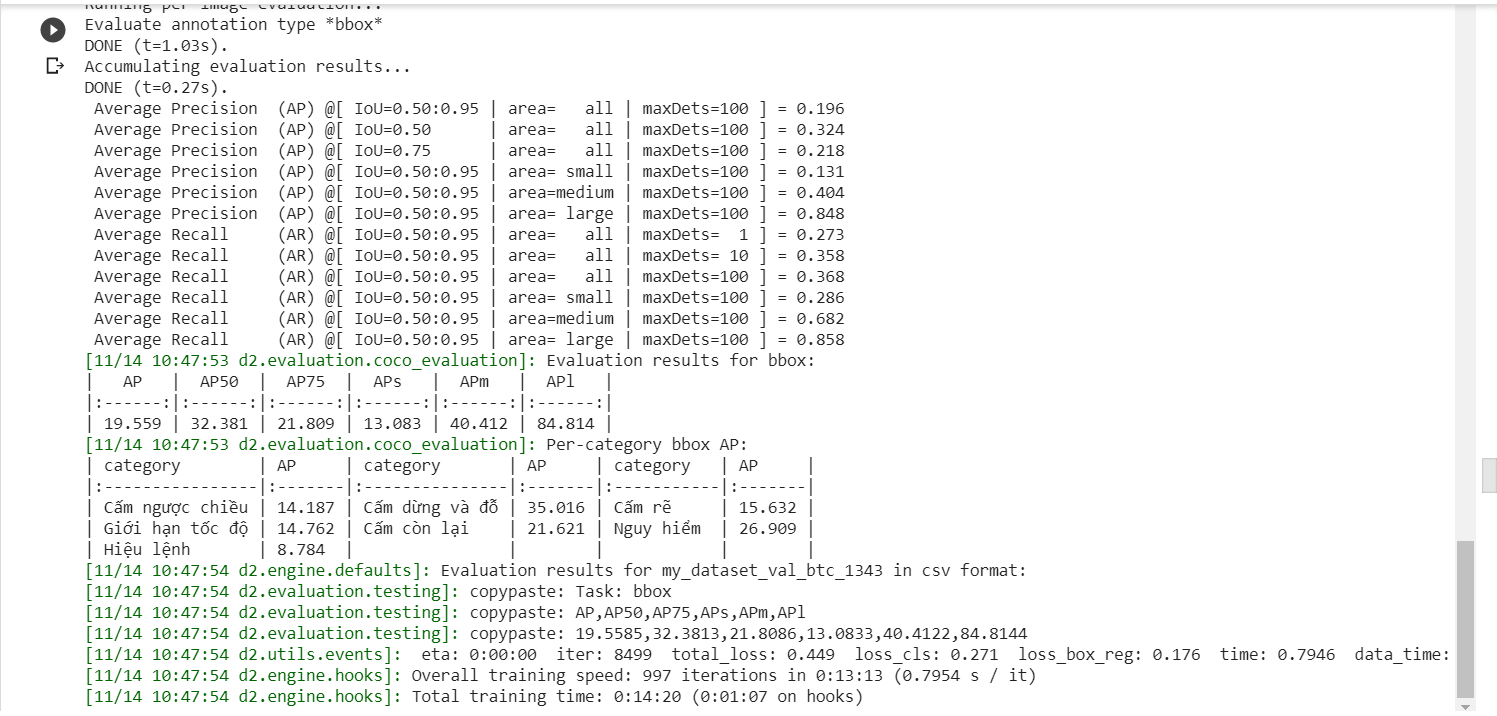 Running per image evaluation...
Evaluate annotation type *bbox*
DONE (t=1.03s).
Accumulating evaluation results...
DONE (t=0.27s).
 Average Precision  (AP) @[ IoU=0.50:0.95 | area=   all | maxDets=100 ] = 0.196
 Average Precision  (AP) @[ IoU=0.50      | area=   all | maxDets=100 ] = 0.324
 Average Precision  (AP) @[ IoU=0.75      | area=   all | maxDets=100 ] = 0.218
 Average Precision  (AP) @[ IoU=0.50:0.95 | area= small | maxDets=100 ] = 0.131
 Average Precision  (AP) @[ IoU=0.50:0.95 | area=medium | maxDets=100 ] = 0.404
 Average Precision  (AP) @[ IoU=0.50:0.95 | area= large | maxDets=100 ] = 0.848
 Average Recall     (AR) @[ IoU=0.50:0.95 | area=   all | maxDets=  1 ] = 0.273
 Average Recall     (AR) @[ IoU=0.50:0.95 | area=   all | maxDets= 10 ] = 0.358
 Average Recall     (AR) @[ IoU=0.50:0.95 | area=   all | maxDets=100 ] = 0.368
 Average Recall     (AR) @[ IoU=0.50:0.95 | area= small | maxDets=100 ] = 0.286
 Average Recall     (AR) @[ IoU=0.50:0.95 | area=medium | maxDets=100 ] = 0.682
 Average Recall     (AR) @[ IoU=0.50:0.95 | area= large | maxDets=100 ] = 0.858
[11/14 10:47:53 d2.evaluation.coco_evaluation]: Evaluation results for bbox:
|   AP   |  AP50  |  AP75  |  APs   |  APm   |  APl   |
|:------:|:------:|:------:|:------:|:------:|:------:|
| 19.559 | 32.381 | 21.809 | 13.083 | 40.412 | 84.814 |
[11/14 10:47:53 d2.evaluation.coco_evaluation]: Per-category bbox AP:
| category        | AP     | category       | AP     | category   | AP     |
|:----------------|:-------|:---------------|:-------|:-----------|:-------|
| Cấm ngược chiều | 14.187 | Cấm dừng và đỗ | 35.016 | Cấm rẽ     | 15.632 |
| Giới hạn tốc độ | 14.762 | Cấm còn lại    | 21.621 | Nguy hiểm  | 26.909 |
| Hiệu lệnh       | 8.784  |                |        |            |        |
[11/14 10:47:54 d2.engine.defaults]: Evaluation results for my_dataset_val_btc_1343 in csv format:
[11/14 10:47:54 d2.evaluation.testing]: copypaste: Task: bbox
[11/14 10:47:54 d2.evaluation.testing]: copypaste: AP,AP50,AP75,APs,APm,APl
[11/14 10:47:54 d2.evaluation.testing]: copypaste: 19.5585,32.3813,21.8086,13.0833,40.4122,84.8144
[11/14 10:47:54 d2.utils.events]:  eta: 0:00:00  iter: 8499  total_loss: 0.449  loss_cls: 0.271  loss_box_reg: 0.176  time: 0.7946  data_time:
[11/14 10:47:54 d2.engine.hooks]: Overall training speed: 997 iterations in 0:13:13 (0.7954 s / it)
[11/14 10:47:54 d2.engine.hooks]: Total training time: 0:14:20 (0:01:07 on hooks)